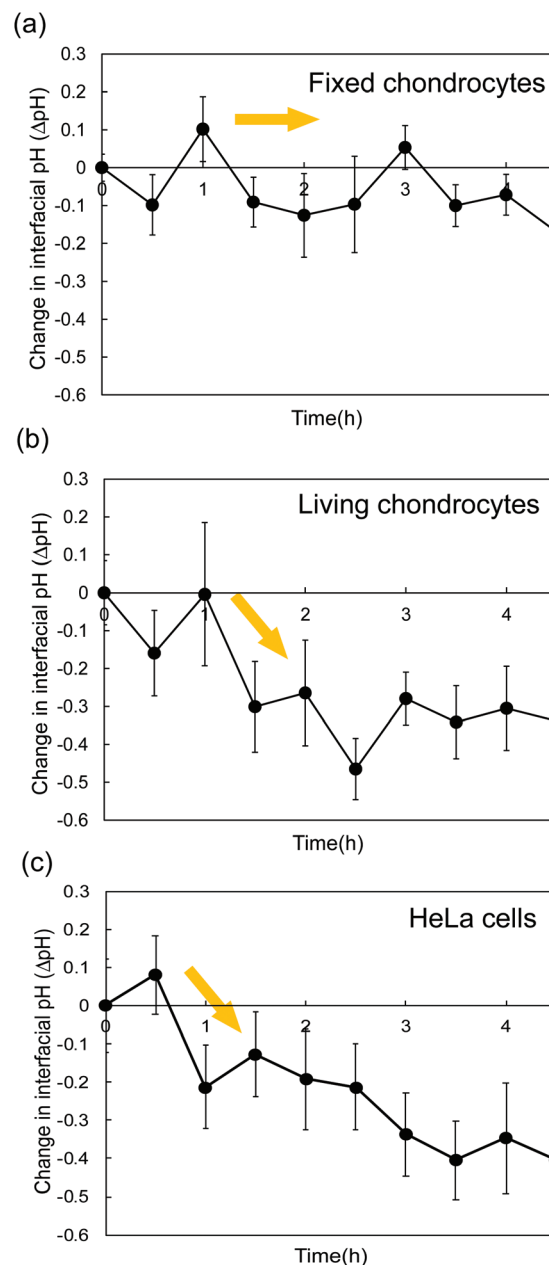 (a)
0.3
Fixed chondrocytes
0.2
0.1
0
0 1 2 3 4
-0.1
-0.2
-0.3
-0.4
-0.5
-0.6
Change in interfacial pH (ΔpH)
Time(h)
(b)
0.3
Living chondrocytes
0.2
0.1
0
0 1 2 3 4
-0.1
-0.2
-0.3
-0.4
-0.5
-0.6
Change in interfacial pH (ΔpH)
Time(h)
(c)
0.3
HeLa cells
0.2
0.1
0
0 1 2 3 4
-0.1
-0.2
-0.3
-0.4
-0.5
-0.6
Change in interfacial pH (ΔpH)
Time(h)